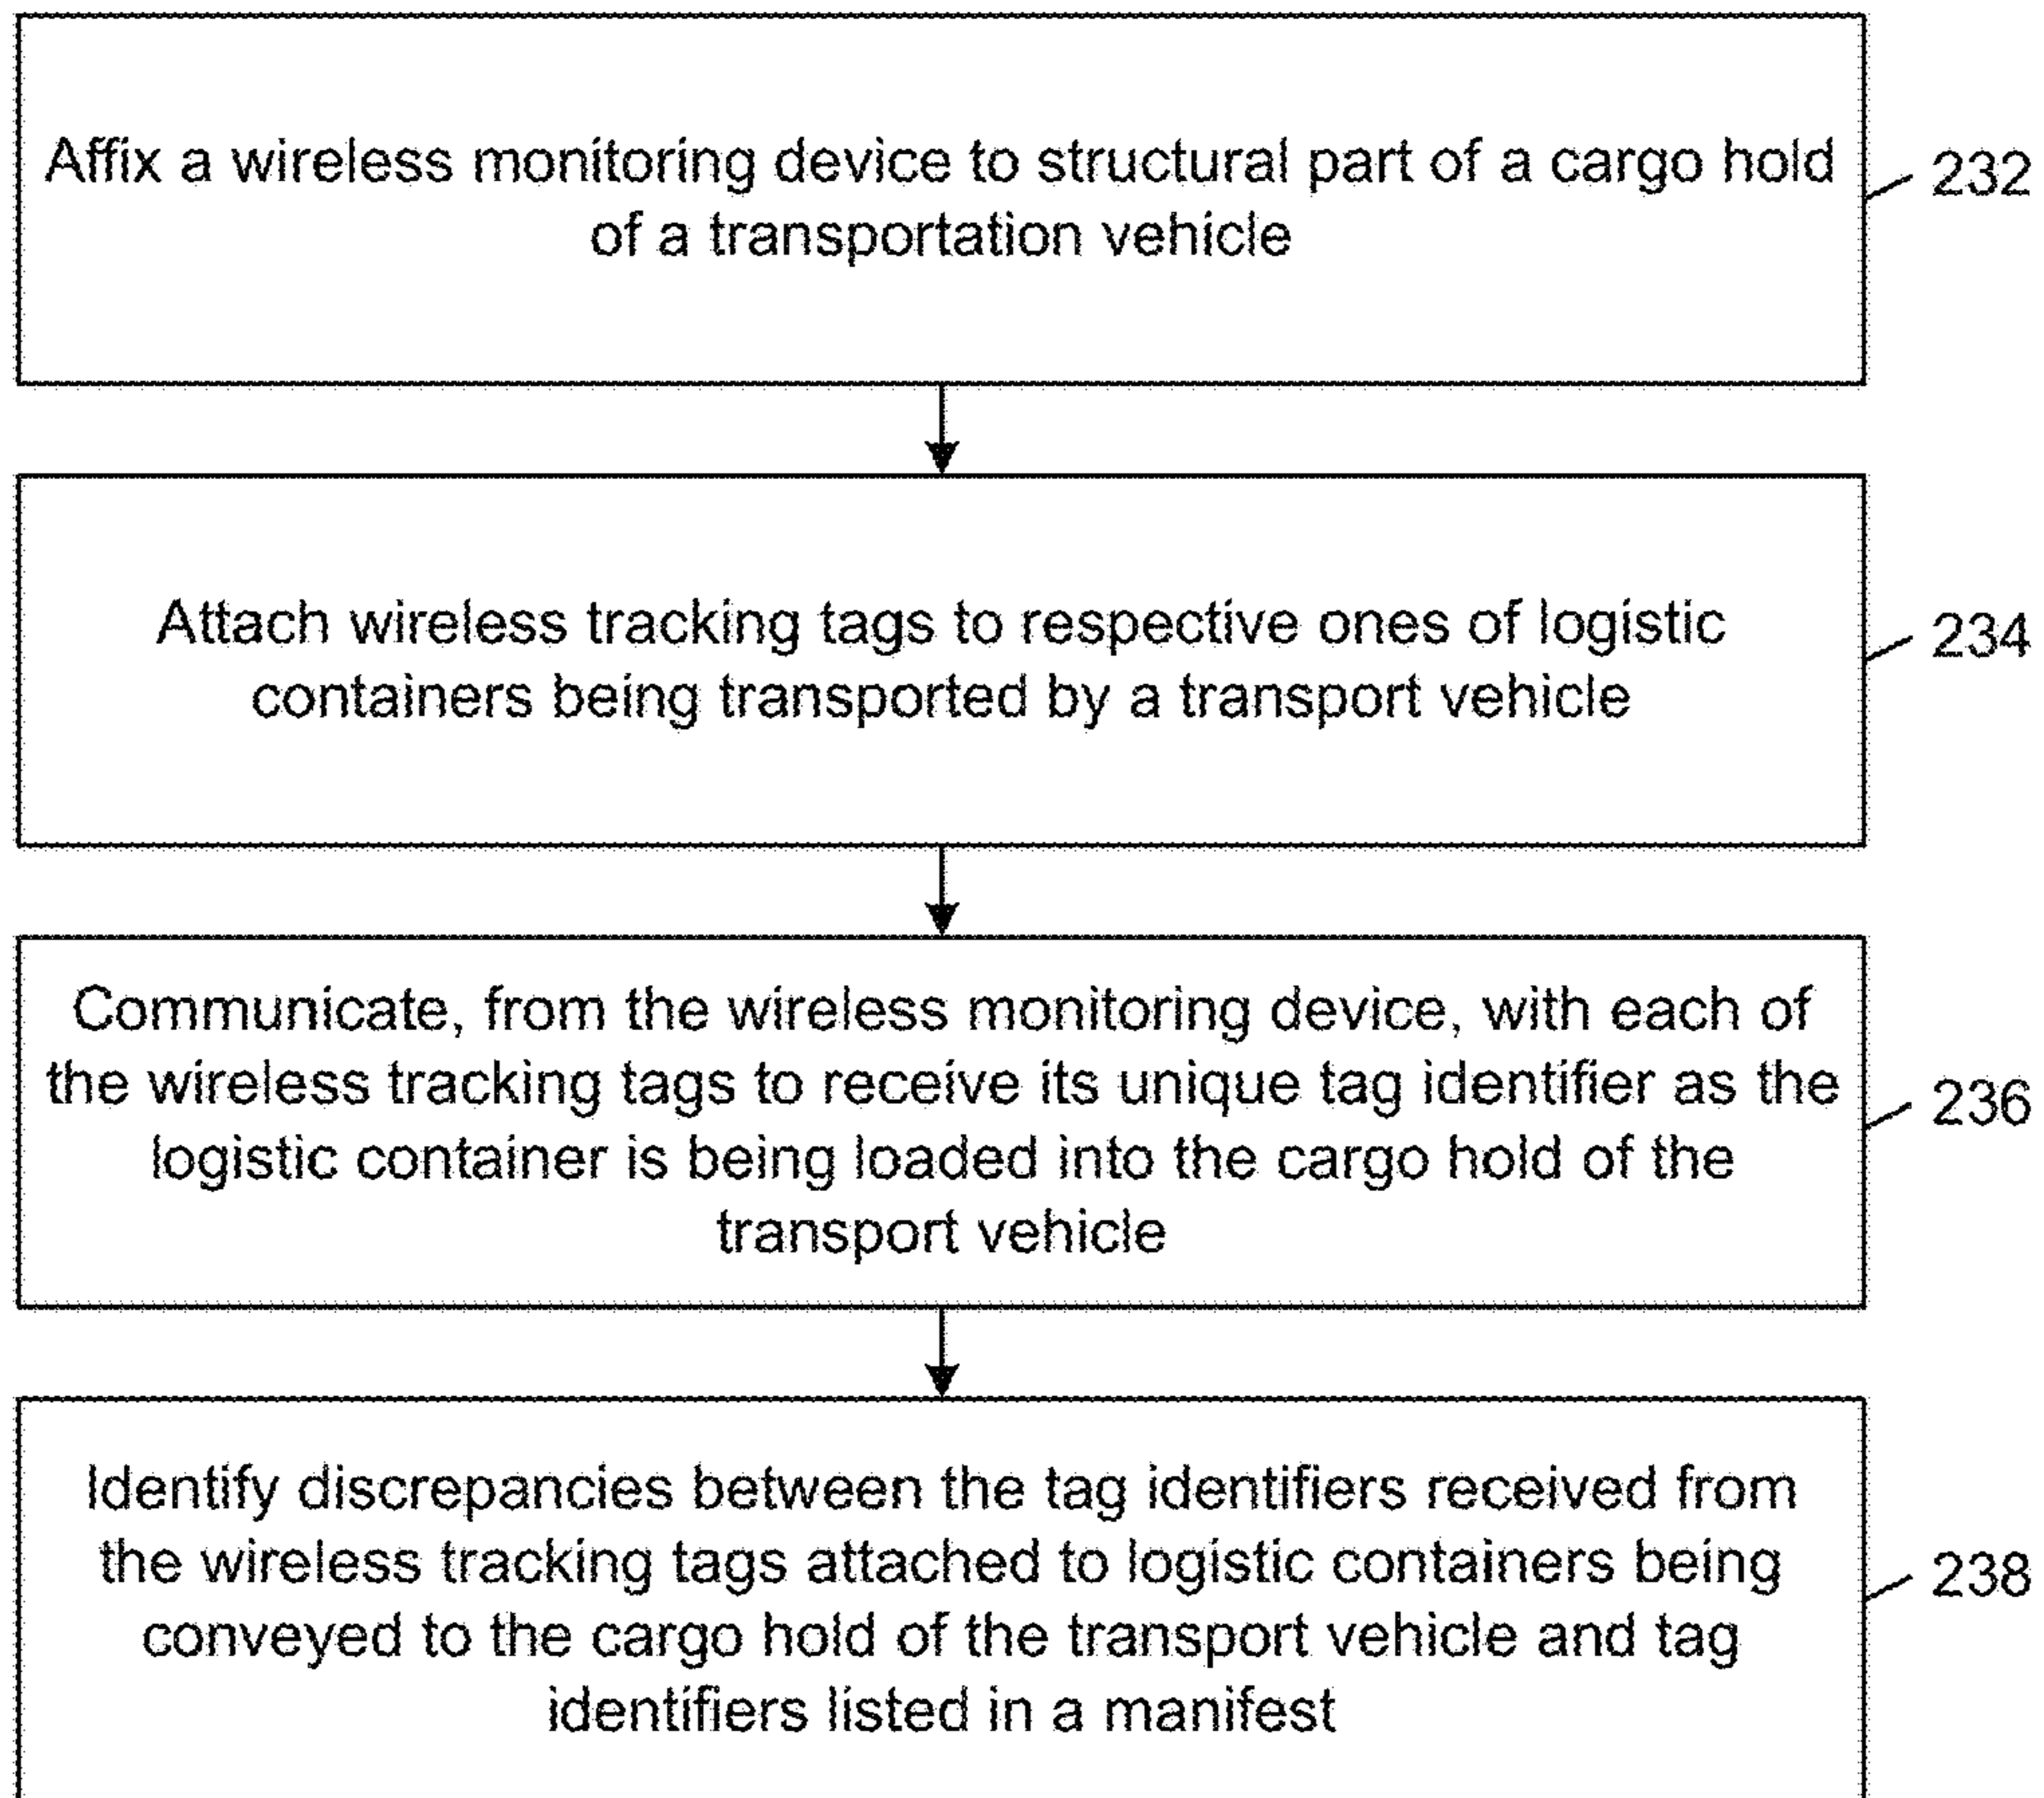 Affix a wireless monitoring device to structural part of a cargo hold
of a transportation vehicle
232
Attach wireless tracking tags to respective ones of logistic
containers being transported by a transport vehicle
234
Communicate, from the wireless monitoring device, with each of
the wireless tracking tags to receive its unique tag identifier as the
logistic container is being loaded into the cargo hold of the
transport vehicle
236
Identify discrepancies between the tag identifiers received from
the wireless tracking tags attached to logistic containers being
conveyed to the cargo hold of the transport vehicle and tag
identifiers listed in a manifest
238